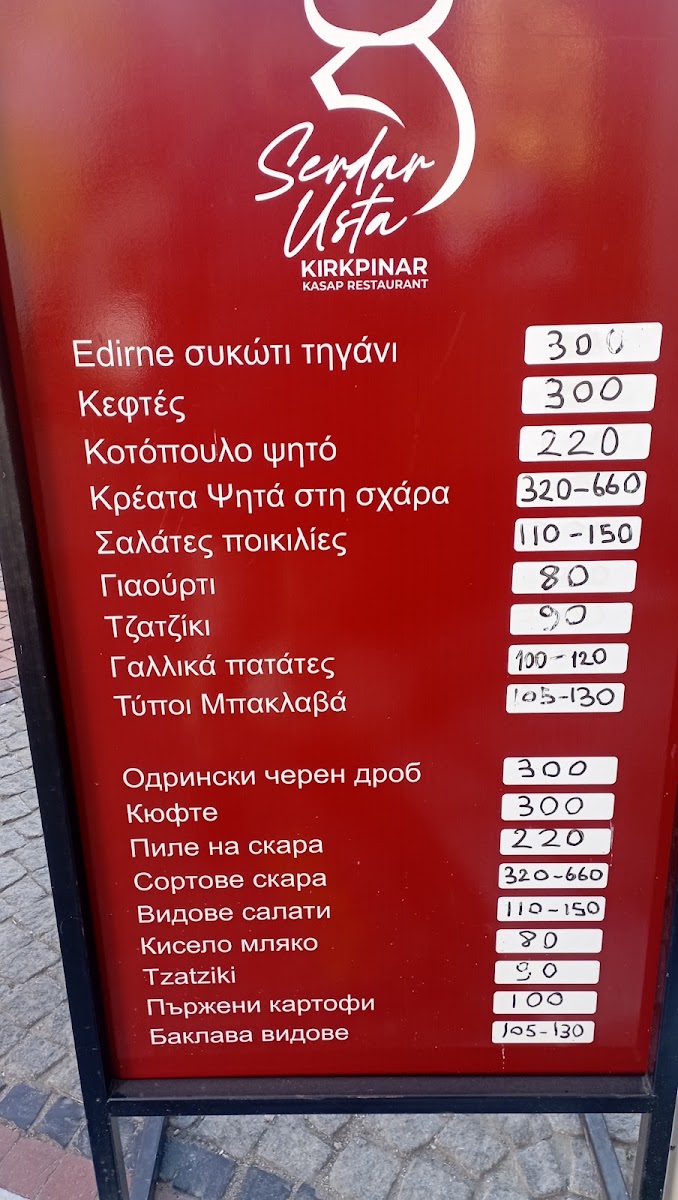 Serdar
Usta
KIRKPINAR
KASAP RESTAURANT
Edirne συκώτι τηγάνι 300
Κεφτές 300
Κοτόπουλο ψητό 220
Κρέατα Ψητά στη σχάρα 320-660
Σαλάτες ποικιλίες 110-150
Γιαούρτι 80
Τζατζίκι 90
Γαλλικά πατάτες 100-120
Τύποι Μπακλαβά 105-130
Одрински черен дроб 300
Кюфте 300
Пиле на скара 220
Сортове скара 320-660
Видове салати 110-150
Кисело мляко 80
Tzatziki 90
Пържени картофи 100
Баклава видове 105-130